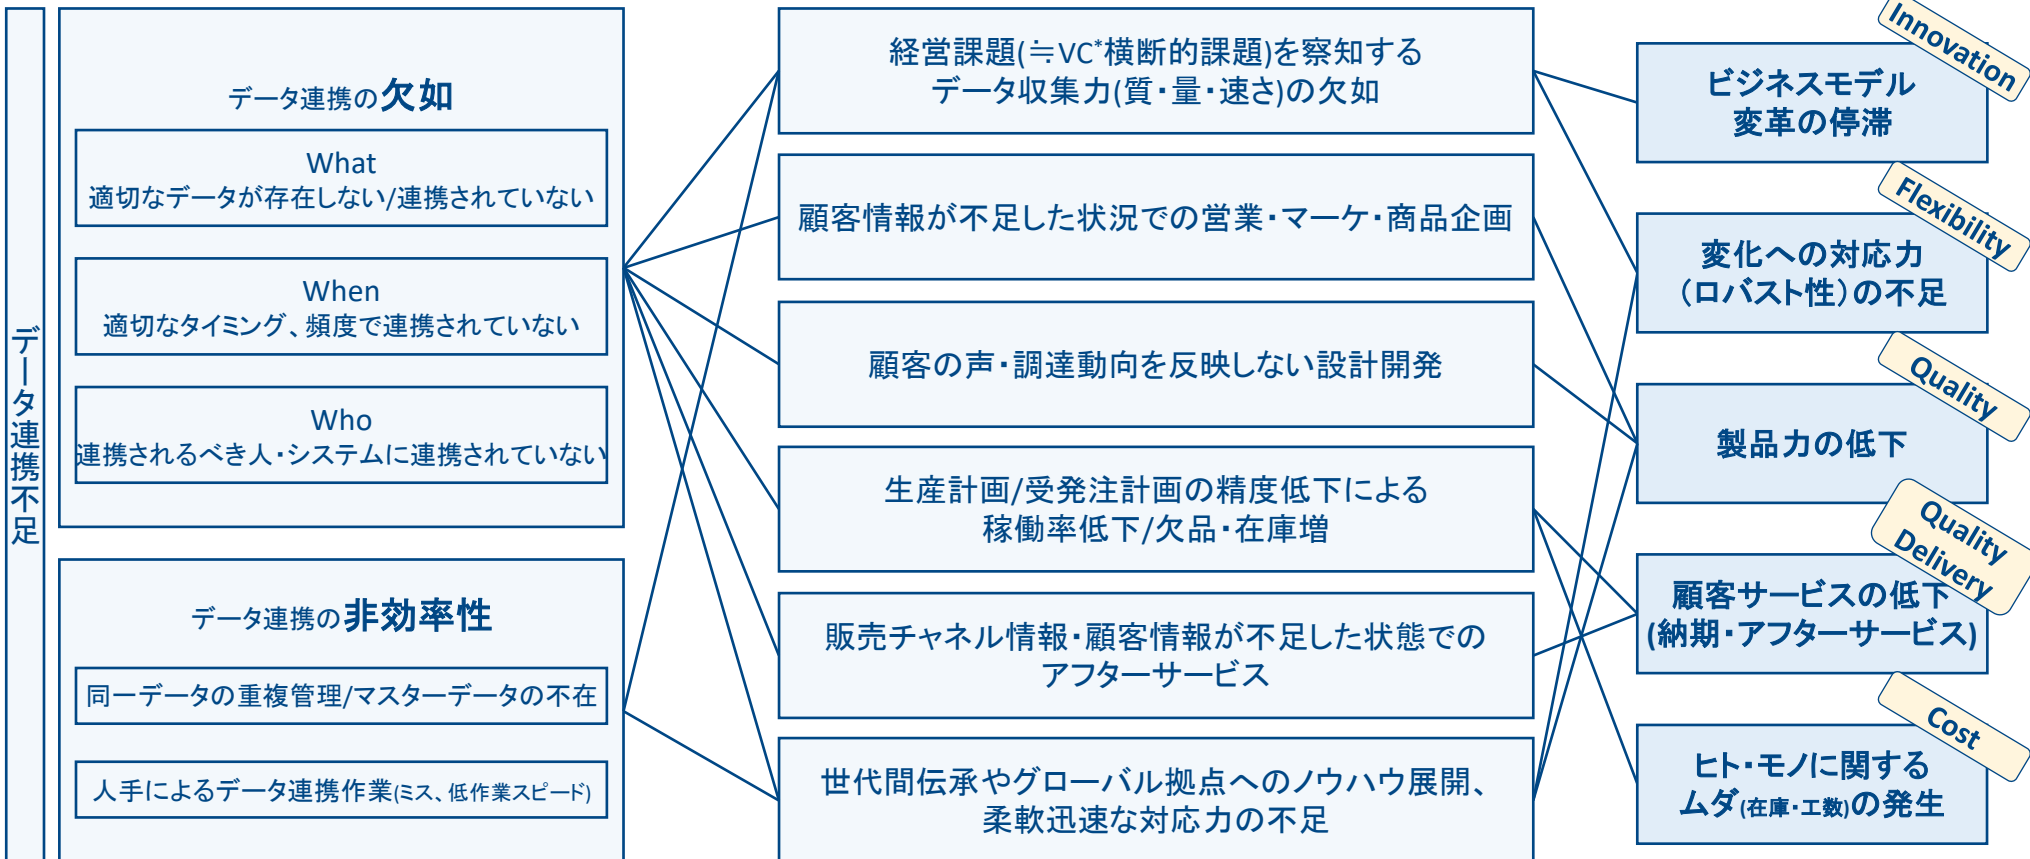 データ連携不足
データ連携の欠如
What
適切なデータが存在しない/連携されていない
When
適切なタイミング、頻度で連携されていない
Who
連携されるべき人・システムに連携されていない
データ連携の非効率性
同一データの重複管理/マスターデータの不在
人手によるデータ連携作業(ミス、低作業スピード)
経営課題(≒VC*横断的課題)を察知する
データ収集力(質・量・速さ)の欠如
顧客情報が不足した状況での営業・マーケ・商品企画
顧客の声・調達動向を反映しない設計開発
生産計画/受発注計画の精度低下による
稼働率低下/欠品・在庫増
販売チャネル情報・顧客情報が不足した状態での
アフターサービス
世代間伝承やグローバル拠点へのノウハウ展開、
柔軟迅速な対応力の不足
Innovation
ビジネスモデル
変革の停滞
Flexibility
変化への対応力
（ロバスト性）の不足
Quality
製品力の低下
Quality
Delivery
顧客サービスの低下
(納期・アフターサービス)
Cost
ヒト・モノに関する
ムダ(在庫・工数)の発生